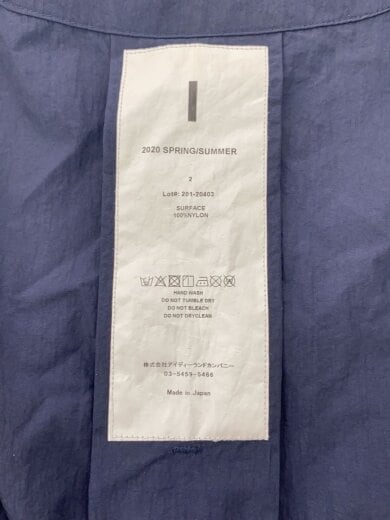 I
2020 SPRING/SUMMER
2
Lot#: 201-20403
SURFACE
100%NYLON
HAND WASH
DO NOT TUMBLE DRY
DO NOT BLEACH
DO NOT DRYCLEAN
株式会社アイディーランドカンパニー
03-5459-5466
Made in Japan